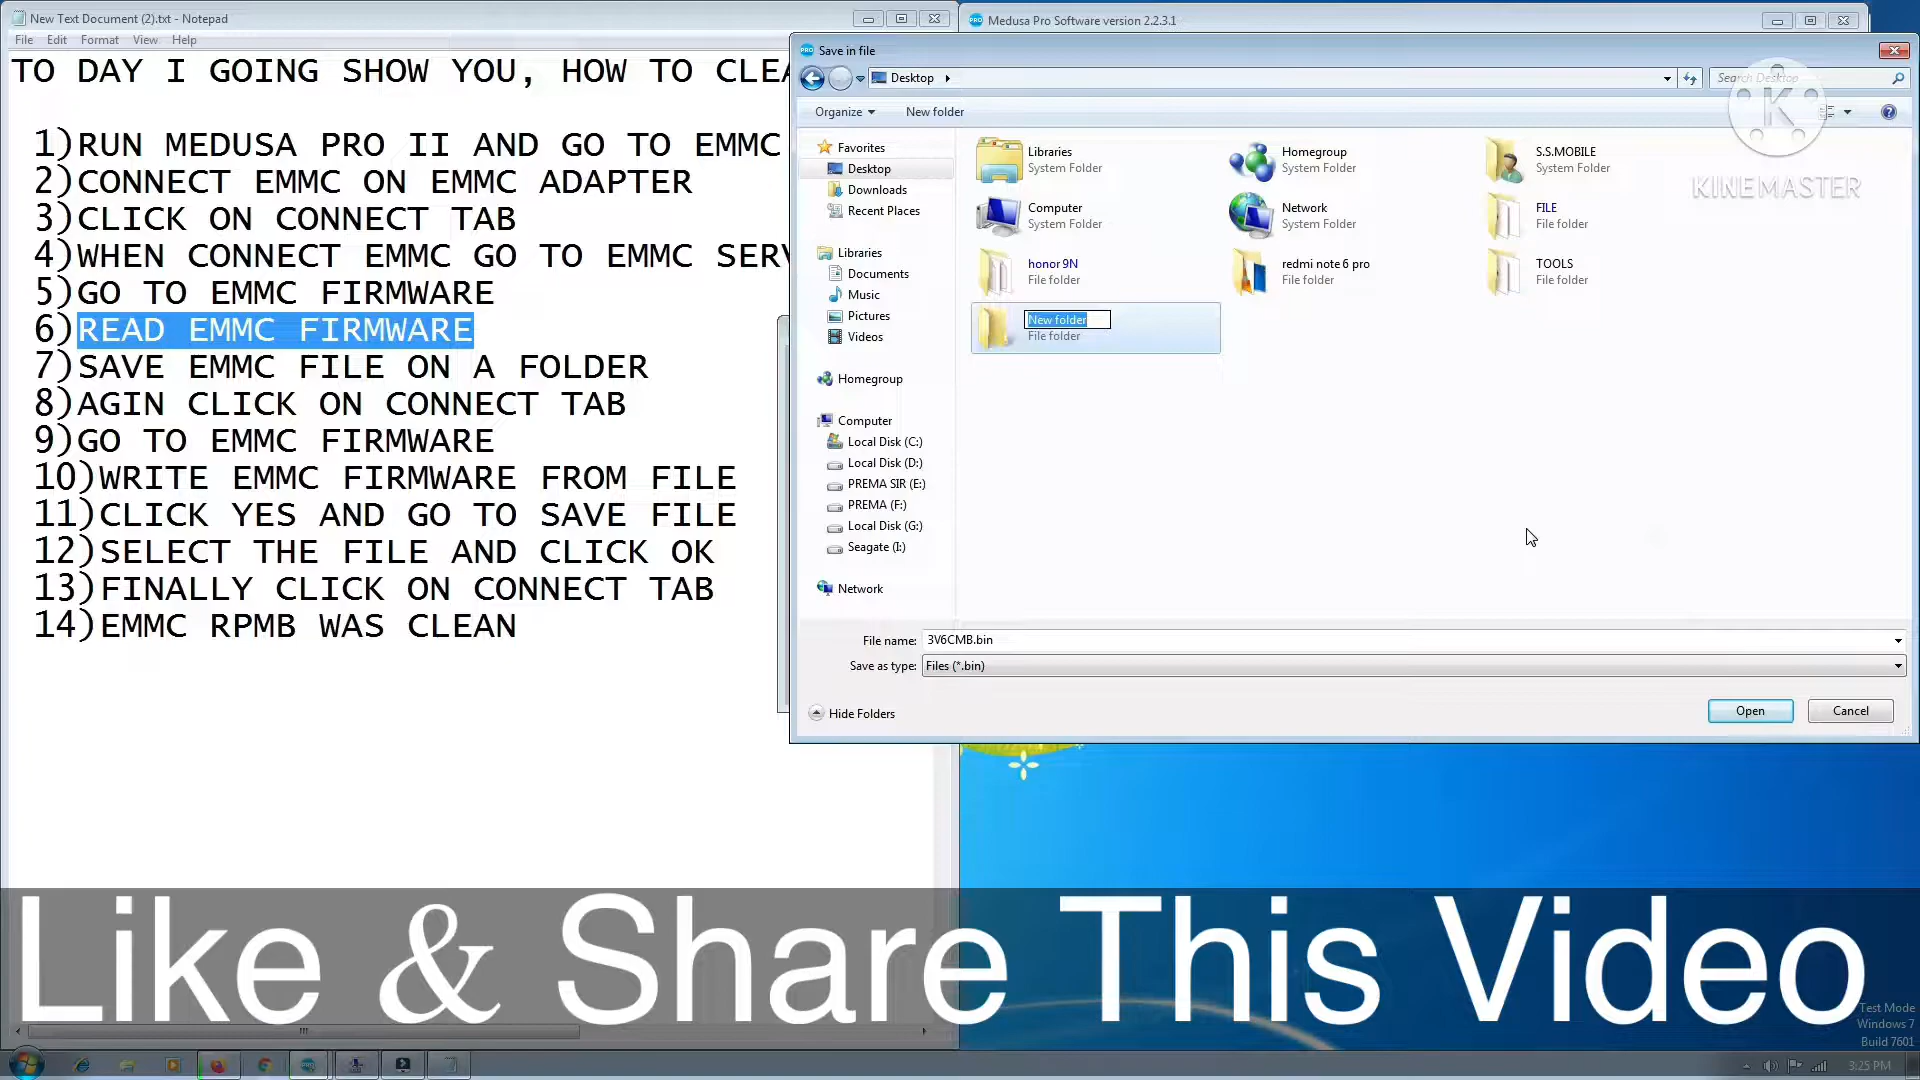 New Text Document (2).txt - Notepad
File Edit Format View Help
TO DAY I GOING SHOW YOU, HOW TO CLEA
1)RUN MEDUSA PRO II AND GO TO EMMC
2)CONNECT EMMC ON EMMC ADAPTER
3)CLICK ON CONNECT TAB
4)WHEN CONNECT EMMC GO TO EMMC SERV
5)GO TO EMMC FIRMWARE
6)READ EMMC FIRMWARE
7)SAVE EMMC FILE ON A FOLDER
8)AGIN CLICK ON CONNECT TAB
9)GO TO EMMC FIRMWARE
10)WRITE EMMC FIRMWARE FROM FILE
11)CLICK YES AND GO TO SAVE FILE
12)SELECT THE FILE AND CLICK OK
13)FINALLY CLICK ON CONNECT TAB
14)EMMC RPMB WAS CLEAN
PRO Medusa Pro Software version 2.2.3.1
PRO Save in file
Desktop
Search Desktop
Organize New folder
Favorites
Desktop
Downloads
Recent Places
Libraries
Documents
Music
Pictures
Videos
Homegroup
Computer
Local Disk (C:)
Local Disk (D:)
PREMA SIR (E:)
PREMA (F:)
Local Disk (G:)
Seagate (I:)
Network
Libraries
System Folder
Homegroup
System Folder
S.S.MOBILE
System Folder
Computer
System Folder
Network
System Folder
FILE
File folder
honor 9N
File folder
redmi note 6 pro
File folder
TOOLS
File folder
New folder
File folder
K
KINEMASTER
File name: 3V6CMB.bin
Save as type: Files (*.bin)
Hide Folders
Open Cancel
Like & Share This Video
Test Mode
Windows 7
Build 7601
3:25 PM